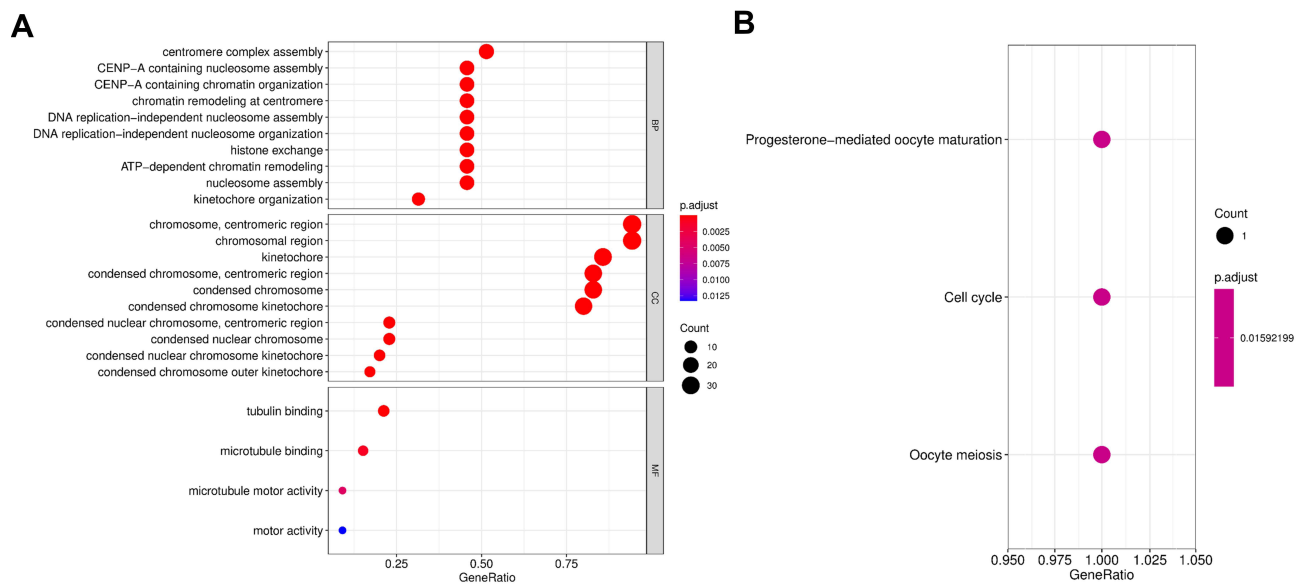 A
centromere complex assembly
CENP−A containing nucleosome assembly
CENP−A containing chromatin organization
chromatin remodeling at centromere
DNA replication−independent nucleosome assembly
DNA replication−independent nucleosome organization
histone exchange
ATP−dependent chromatin remodeling
nucleosome assembly
kinetochore organization
BP
chromosome, centromeric region
chromosomal region
kinetochore
condensed chromosome, centromeric region
condensed chromosome
condensed chromosome kinetochore
condensed nuclear chromosome, centromeric region
condensed nuclear chromosome
condensed nuclear chromosome kinetochore
condensed chromosome outer kinetochore
CC
tubulin binding
microtubule binding
microtubule motor activity
motor activity
MF
0.25 0.50 0.75
GeneRatio
p.adjust
0.0025
0.0050
0.0075
0.0100
0.0125
Count
10
20
30
B
Progesterone−mediated oocyte maturation
Cell cycle
Oocyte meiosis
0.950 0.975 1.000 1.025 1.050
GeneRatio
Count
1
p.adjust
0.01592199